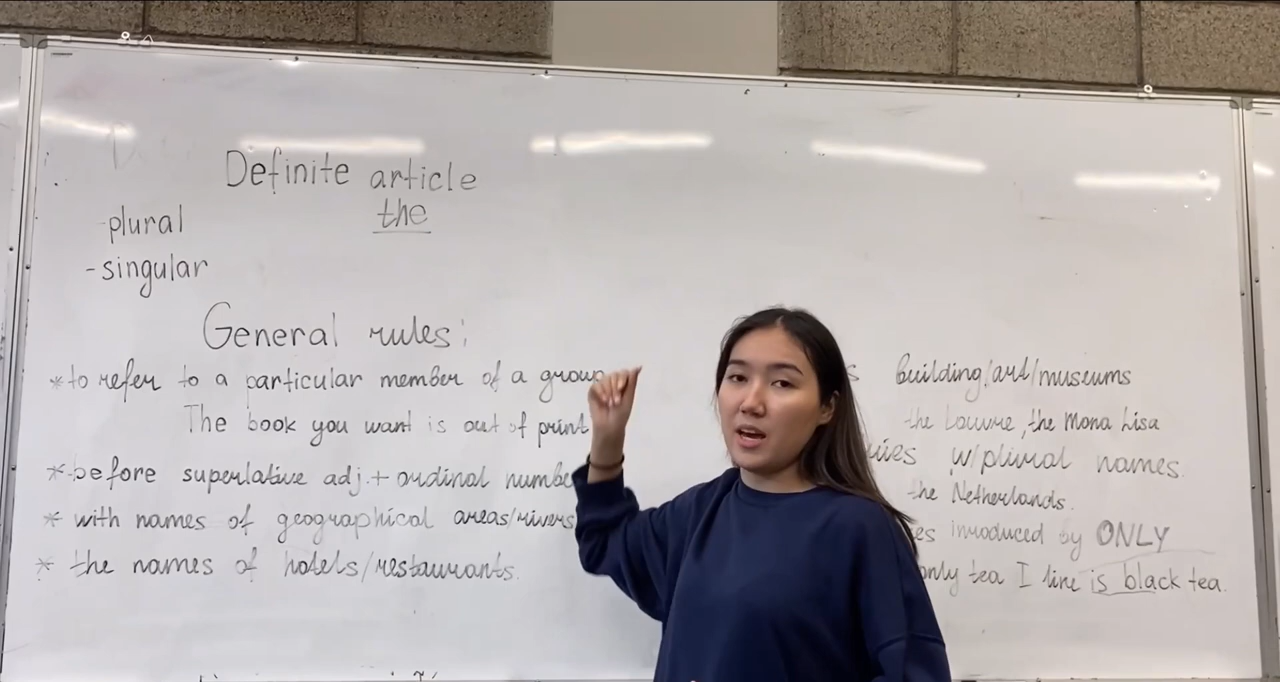 Definite article
the
- plural
- singular
General rules:
* to refer to a particular member of a group
The book you want is out of print
* before superlative adj. + ordinal number
* with names of geographical areas/rivers
* the names of hotels/restaurants.
building/art/museums
the Louvre, the Mona Lisa
w/plural names.
the Netherlands.
inroduced by ONLY
only tea I line is black tea.